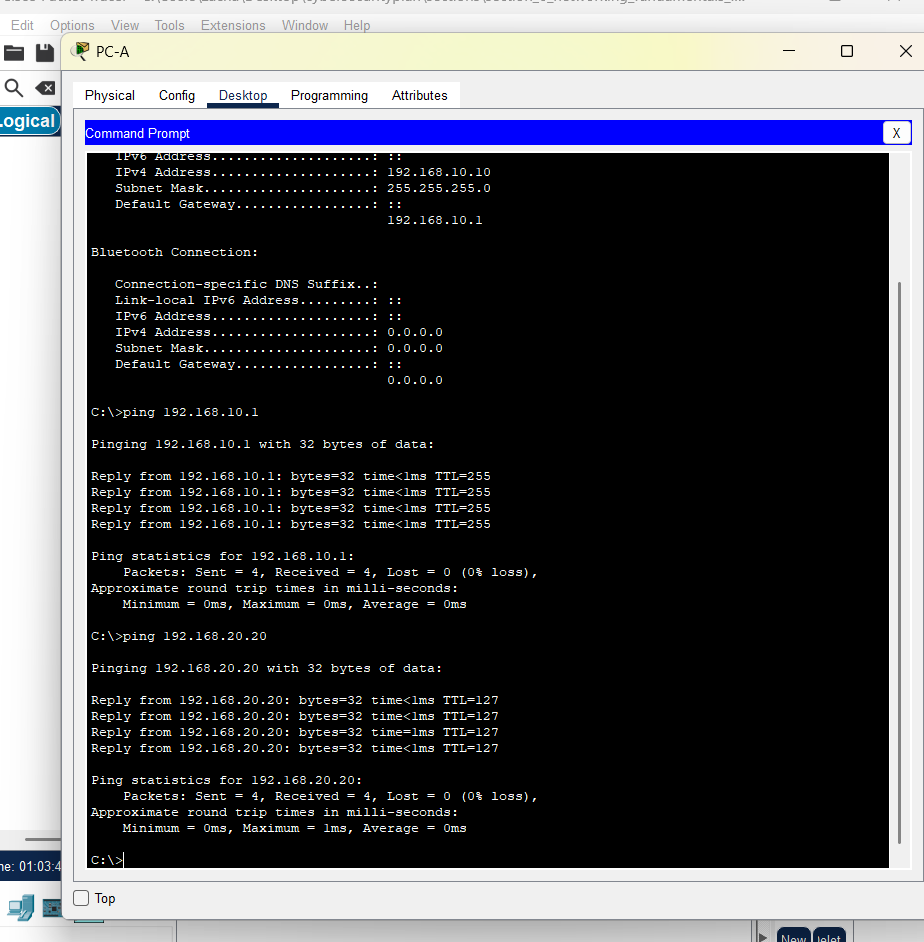 Edit Options View Tools Extensions Window Help
PC-A
Physical Config Desktop Programming Attributes
Logical
Command Prompt
X
IPv6 Address....................: ::
IPv4 Address....................: 192.168.10.10
Subnet Mask.....................: 255.255.255.0
Default Gateway.................: ::
192.168.10.1
Bluetooth Connection:
Connection-specific DNS Suffix..:
Link-local IPv6 Address.........: ::
IPv6 Address....................: ::
IPv4 Address....................: 0.0.0.0
Subnet Mask.....................: 0.0.0.0
Default Gateway.................: ::
0.0.0.0
C:\>ping 192.168.10.1
Pinging 192.168.10.1 with 32 bytes of data:
Reply from 192.168.10.1: bytes=32 time<1ms TTL=255
Reply from 192.168.10.1: bytes=32 time<1ms TTL=255
Reply from 192.168.10.1: bytes=32 time<1ms TTL=255
Reply from 192.168.10.1: bytes=32 time<1ms TTL=255
Ping statistics for 192.168.10.1:
Packets: Sent = 4, Received = 4, Lost = 0 (0% loss),
Approximate round trip times in milli-seconds:
Minimum = 0ms, Maximum = 0ms, Average = 0ms
C:\>ping 192.168.20.20
Pinging 192.168.20.20 with 32 bytes of data:
Reply from 192.168.20.20: bytes=32 time<1ms TTL=127
Reply from 192.168.20.20: bytes=32 time<1ms TTL=127
Reply from 192.168.20.20: bytes=32 time=1ms TTL=127
Reply from 192.168.20.20: bytes=32 time<1ms TTL=127
Ping statistics for 192.168.20.20:
Packets: Sent = 4, Received = 4, Lost = 0 (0% loss),
Approximate round trip times in milli-seconds:
Minimum = 0ms, Maximum = 1ms, Average = 0ms
C:\>
ne: 01:03:4
Top
New elet